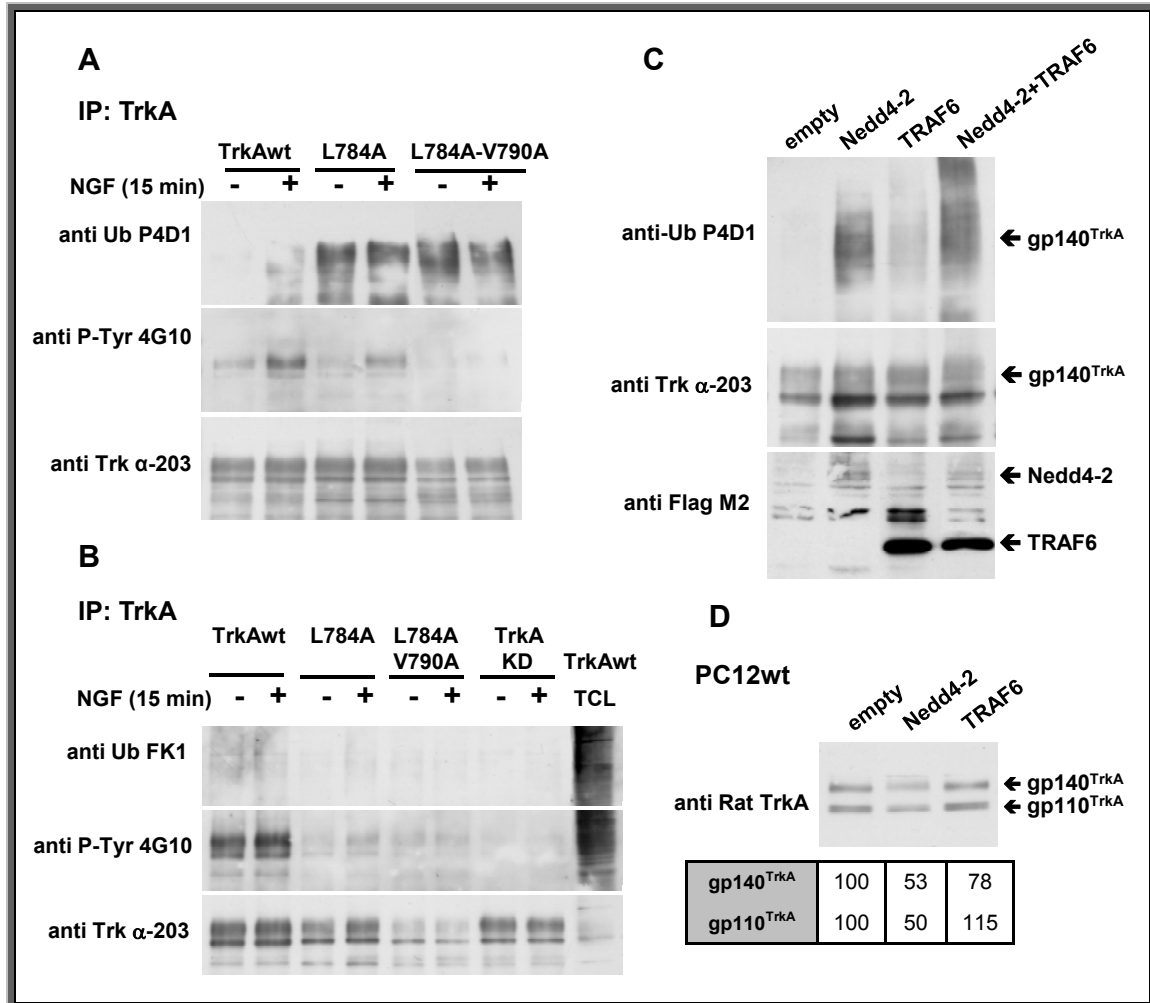 A
IP: TrkA
TrkAwt L784A L784A-V790A
NGF (15 min) - + - + - +
anti Ub P4D1
anti P-Tyr 4G10
anti Trk α-203
B
IP: TrkA
TrkAwt L784A L784A V790A TrkA KD TrkAwt
NGF (15 min) - + - + - + - + TCL
anti Ub FK1
anti P-Tyr 4G10
anti Trk α-203
C
empty Nedd4-2 TRAF6 Nedd4-2+TRAF6
anti-Ub P4D1
gp140TrkA
anti Trk α-203
gp140TrkA
anti Flag M2
Nedd4-2
TRAF6
D
PC12wt
empty Nedd4-2 TRAF6
anti Rat TrkA
gp140TrkA
gp110TrkA
gp140TrkA 100 53 78
gp110TrkA 100 50 115